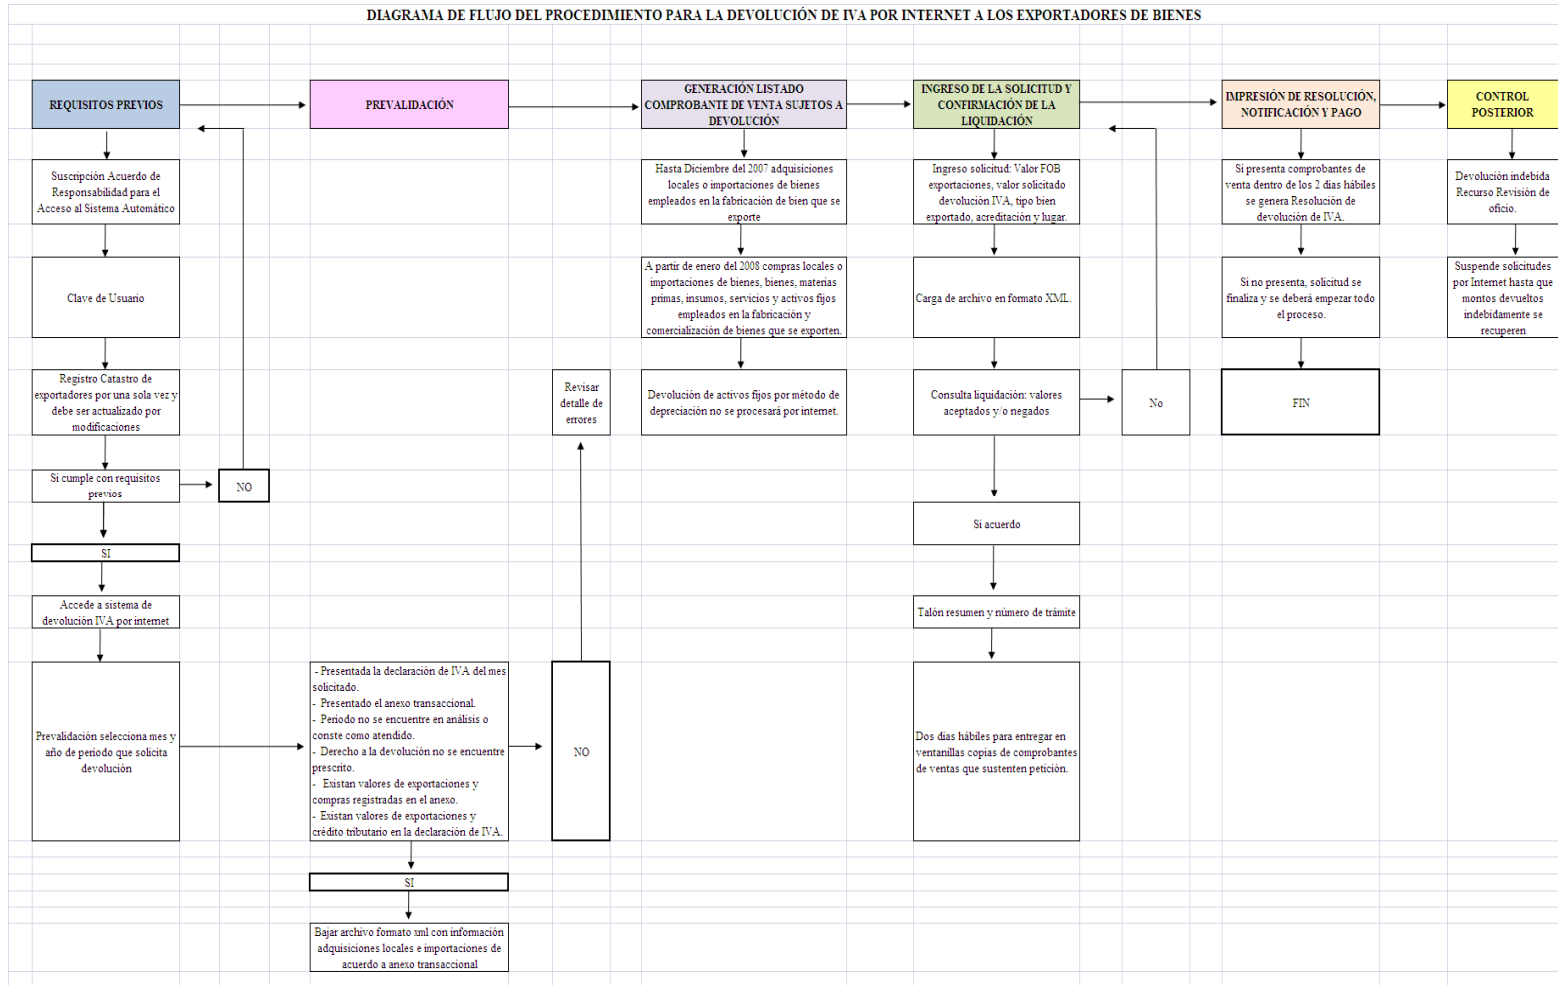 DIAGRAMA DE FLUJO DEL PROCEDIMIENTO PARA LA DEVOLUCIÓN DE IVA POR INTERNET A LOS EXPORTADORES DE BIENES
REQUISITOS PREVIOS
Suscripción Acuerdo de
Responsabilidad para el
Acceso al Sistema Automático
Clave de Usuario
Registro Catastro de
exportadores por una sola vez y
debe ser actualizado por
modificaciones
Si cumple con requisitos
previos
NO
SI
Accede a sistema de
devolución IVA por internet
Prevalidación selecciona mes y
año de periodo que solicita
devolución
PREVALIDACIÓN
- Presentada la declaración de IVA del mes
solicitado.
- Presentado el anexo transaccional.
- Periodo no se encuentre en análisis o
conste como atendido.
- Derecho a la devolución no se encuentre
prescrito.
- Existan valores de exportaciones y
compras registradas en el anexo.
- Existan valores de exportaciones y
crédito tributario en la declaración de IVA.
SI
Bajar archivo formato xml con información
adquisiciones locales e importaciones de
acuerdo a anexo transaccional
NO
Revisar
detalle de
errores
GENERACIÓN LISTADO
COMPROBANTE DE VENTA SUJETOS A
DEVOLUCIÓN
Hasta Diciembre del 2007 adquisiciones
locales o importaciones de bienes
empleados en la fabricación de bien que se
exporte
A partir de enero del 2008 compras locales o
importaciones de bienes, bienes, materias
primas, insumos, servicios y activos fijos
empleados en la fabricación y
comercialización de bienes que se exporten.
Devolución de activos fijos por método de
depreciación no se procesará por internet.
INGRESO DE LA SOLICITUD Y
CONFIRMACIÓN DE LA
LIQUIDACIÓN
Ingreso solicitud: Valor FOB
exportaciones, valor solicitado
devolución IVA, tipo bien
exportado, acreditación y lugar.
Carga de archivo en formato XML.
Consulta liquidación: valores
aceptados y/o negados
No
Si acuerdo
Talón resumen y número de trámite
Dos días hábiles para entregar en
ventanillas copias de comprobantes
de ventas que sustenten petición.
IMPRESIÓN DE RESOLUCIÓN,
NOTIFICACIÓN Y PAGO
Si presenta comprobantes de
venta dentro de los 2 días hábiles
se genera Resolución de
devolución de IVA.
Si no presenta, solicitud se
finaliza y se deberá empezar todo
el proceso.
FIN
CONTROL
POSTERIOR
Devolución indebida
Recurso Revisión de
oficio.
Suspende solicitudes
por Internet hasta que
montos devueltos
indebidamente se
recuperen